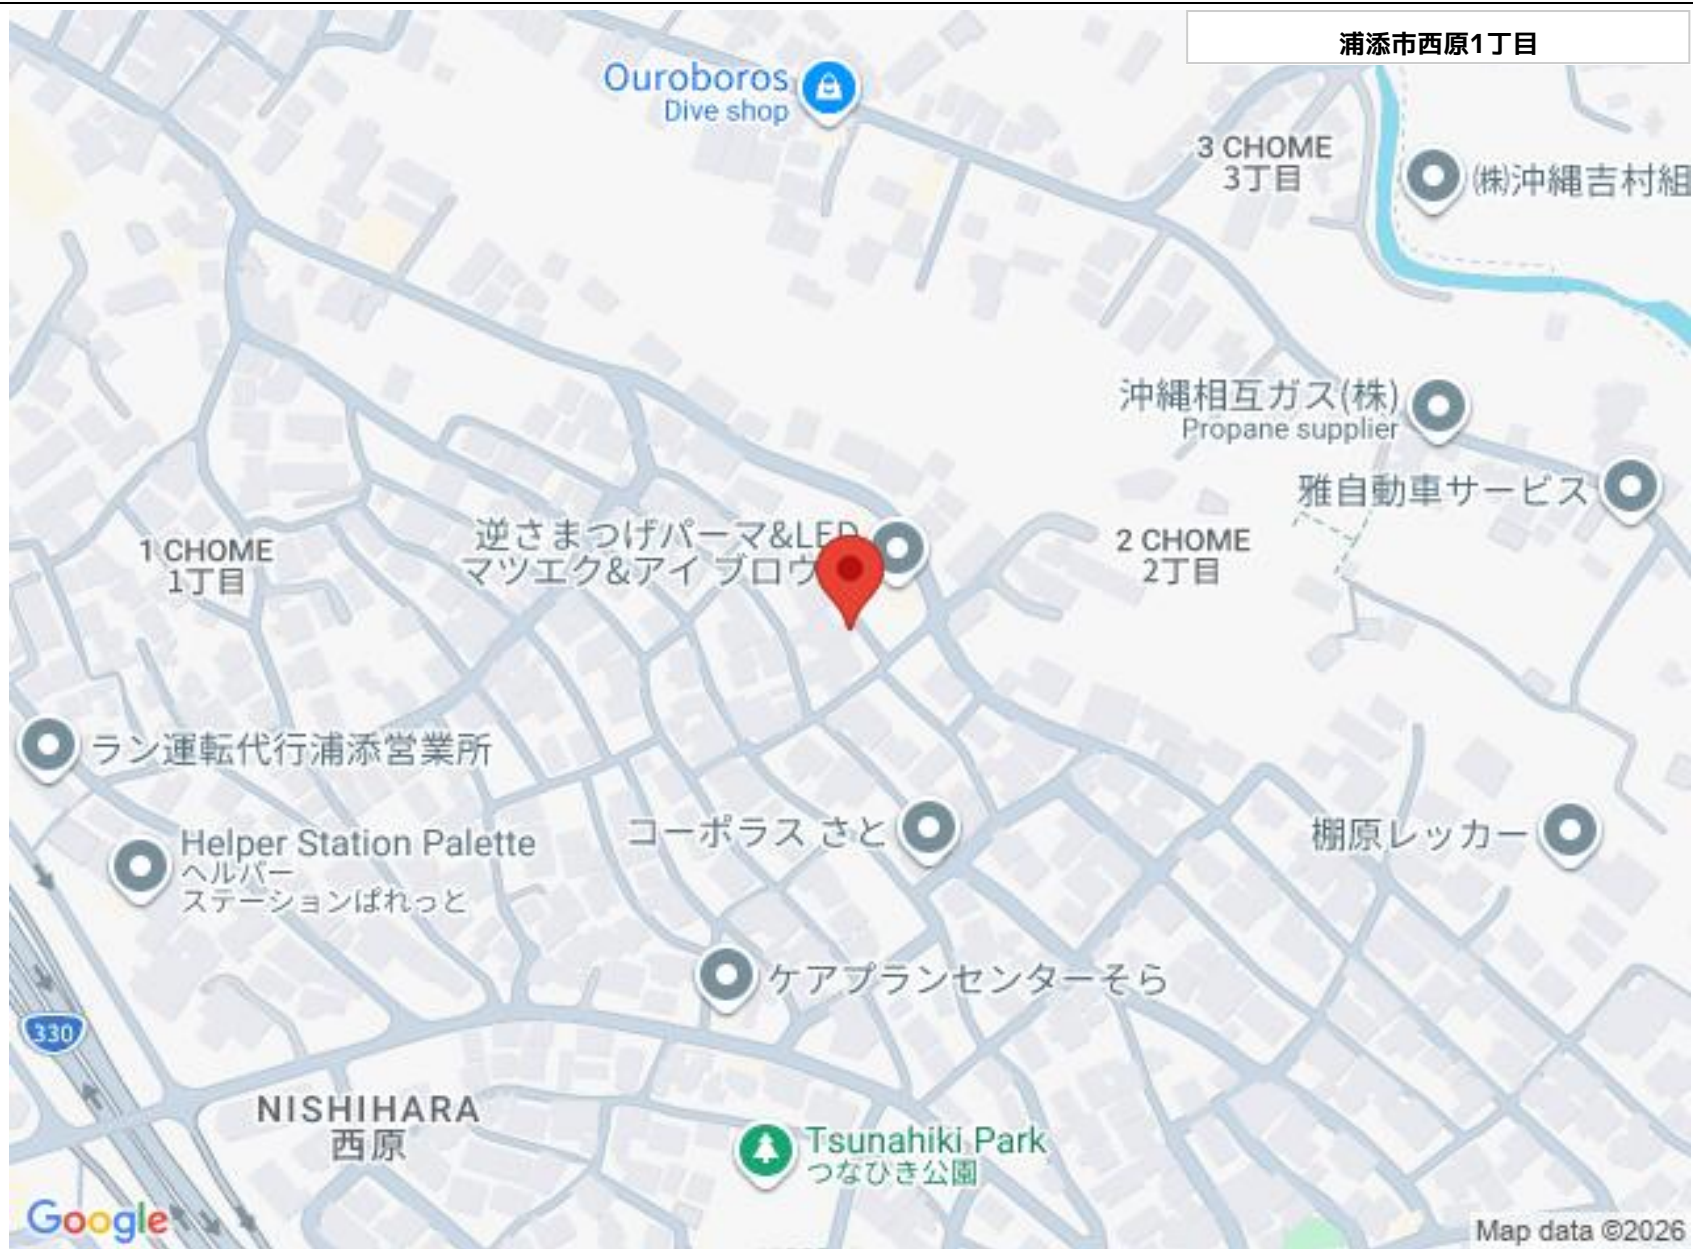 浦添市西原1丁目
Ouroboros
Dive shop
3 CHOME
3丁目
㈱沖縄吉村組
沖縄相互ガス(株)
Propane supplier
雅自動車サービス
逆さまつげパーマ&LED
マツエク&アイ ブロウ
1 CHOME
1丁目
2 CHOME
2丁目
ラン運転代行浦添営業所
Helper Station Palette
ヘルパー
ステーションぱれっと
コーポラス さと
棚原レッカー
ケアプランセンターそら
330
NISHIHARA
西原
Tsunahiki Park
つなひき公園
Google
Map data ©2026